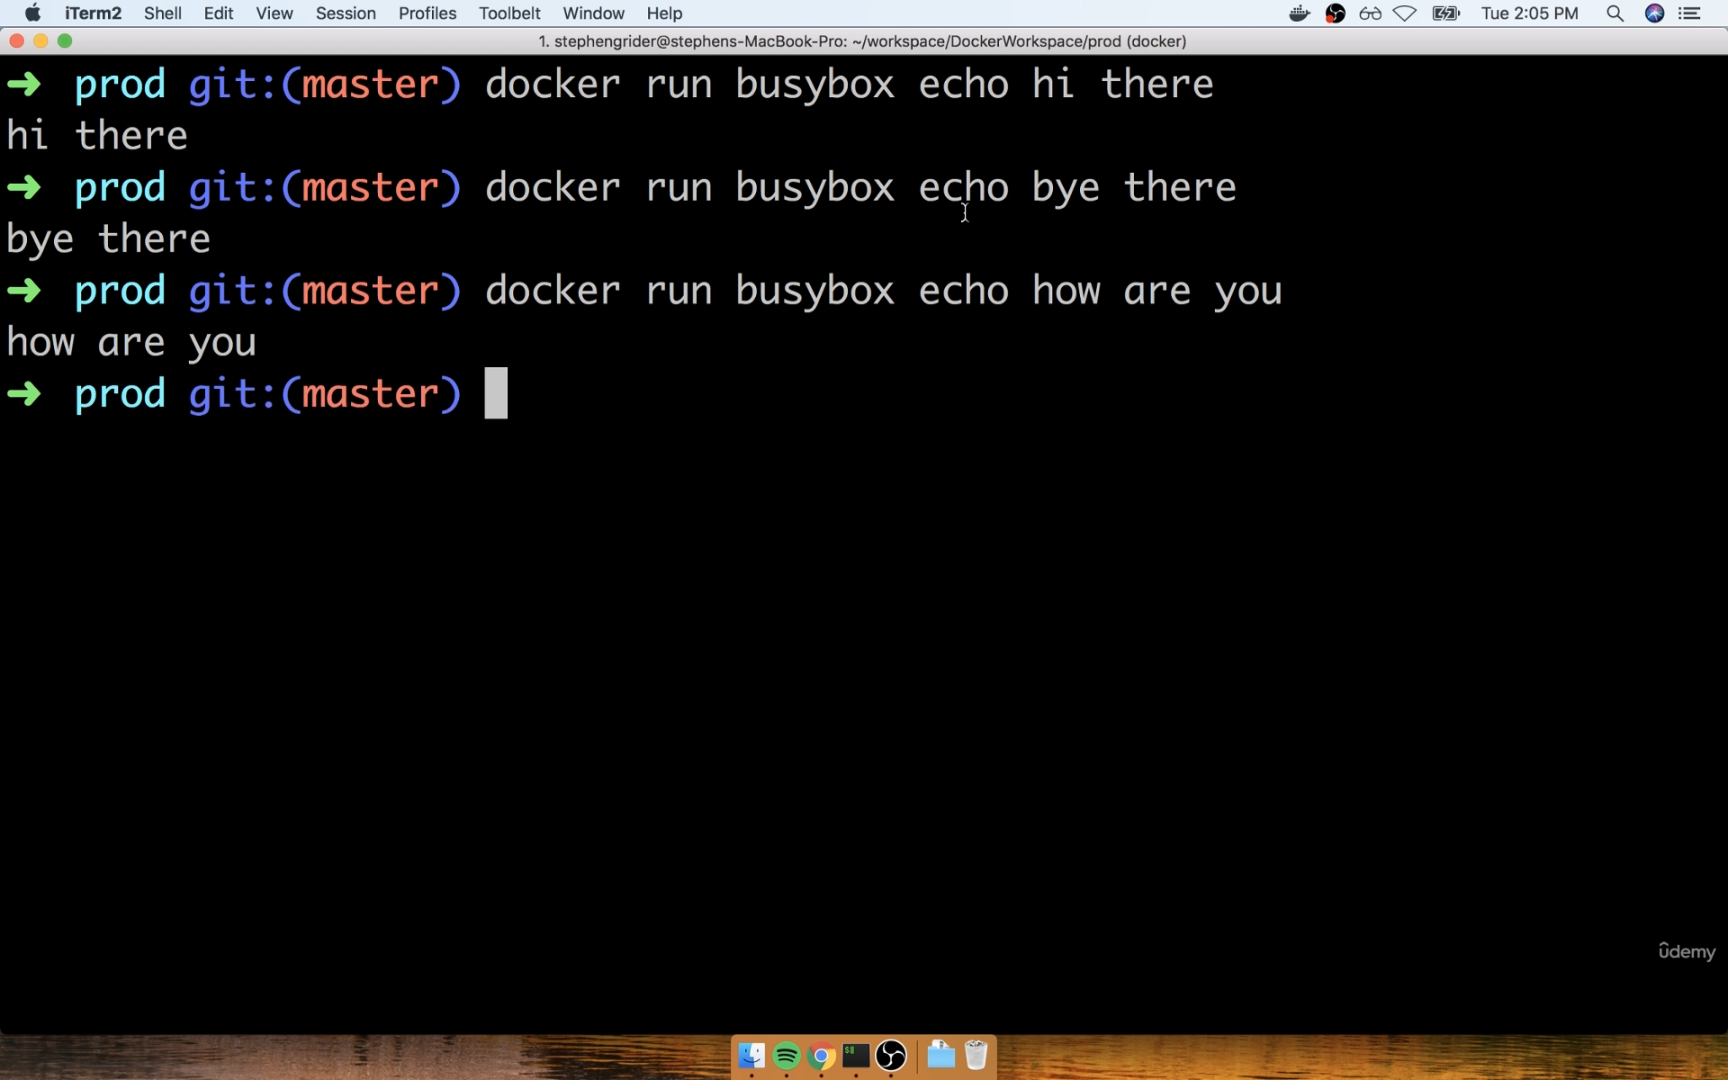 iTerm2 Shell Edit View Session Profiles Toolbelt Window Help Tue 2:05 PM
1. stephengrider@stephens-MacBook-Pro: ~/workspace/DockerWorkspace/prod (docker)
➜ prod git:(master) docker run busybox echo hi there
hi there
➜ prod git:(master) docker run busybox echo bye there
bye there
➜ prod git:(master) docker run busybox echo how are you
how are you
➜ prod git:(master)
ûdemy